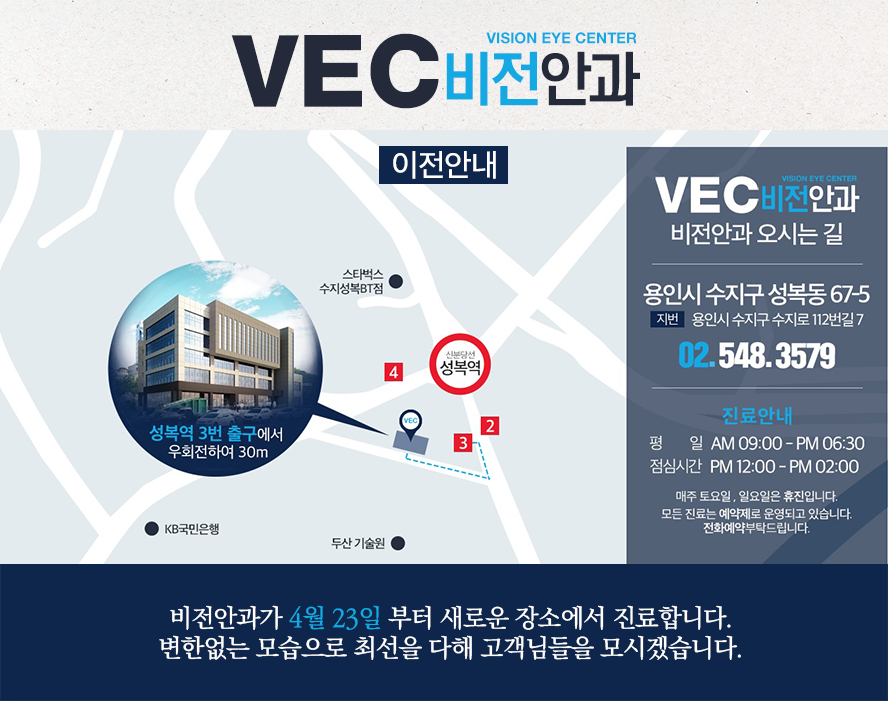 VISION EYE CENTER
VEC비전안과
이전안내
스타벅스
수지성복BT점
신분당선
성복역
4
VEC
2
3
성복역 3번 출구에서
우회전하여 30m
KB국민은행
두산 기술원
VISION EYE CENTER
VEC비전안과
비전안과 오시는 길
용인시 수지구 성복동 67-5
지번 용인시 수지구 수지로 112번길 7
02. 548. 3579
진료안내
평 일 AM 09:00 - PM 06:30
점심시간 PM 12:00 - PM 02:00
매주 토요일 , 일요일은 휴진입니다.
모든 진료는 예약제로 운영되고 있습니다.
전화예약부탁드립니다.
비전안과가 4월 23일 부터 새로운 장소에서 진료합니다.
변한없는 모습으로 최선을 다해 고객님들을 모시겠습니다.